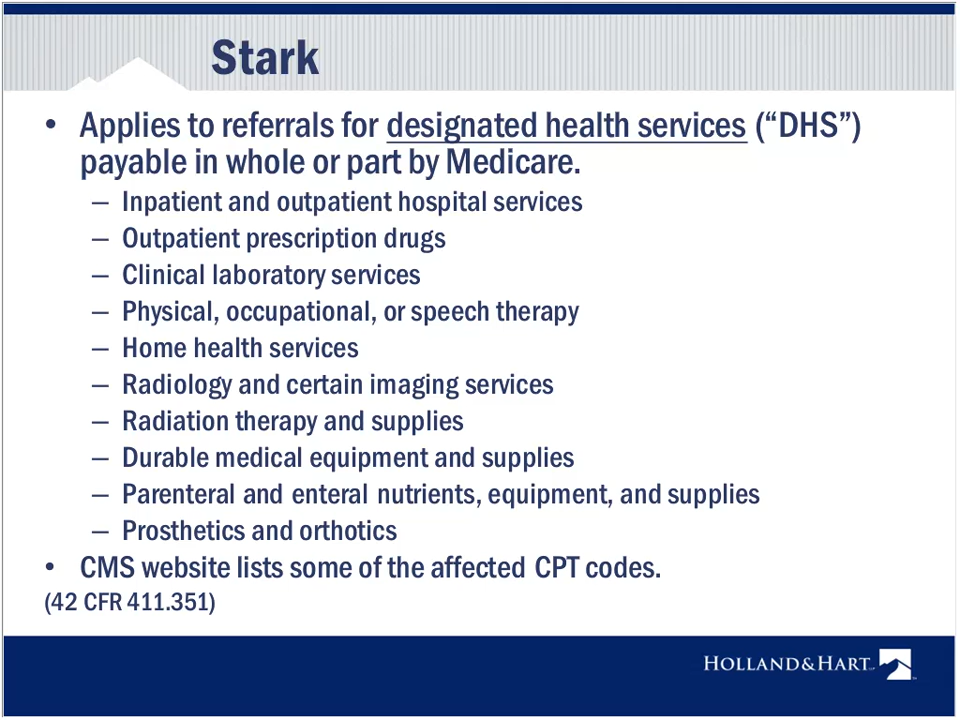 Stark
• Applies to referrals for designated health services (“DHS”)
payable in whole or part by Medicare.
– Inpatient and outpatient hospital services
– Outpatient prescription drugs
– Clinical laboratory services
– Physical, occupational, or speech therapy
– Home health services
– Radiology and certain imaging services
– Radiation therapy and supplies
– Durable medical equipment and supplies
– Parenteral and enteral nutrients, equipment, and supplies
– Prosthetics and orthotics
• CMS website lists some of the affected CPT codes.
(42 CFR 411.351)
HOLLAND&HART